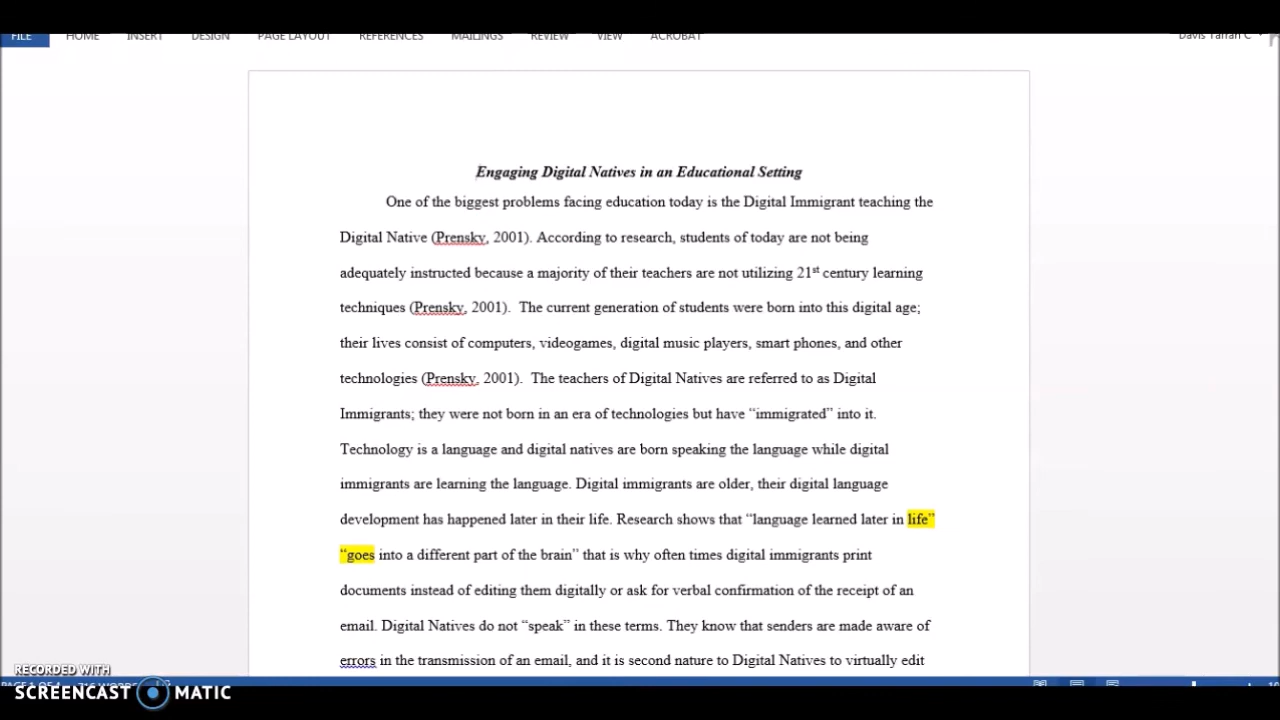 FILE HOME INSERT DESIGN PAGE LAYOUT REFERENCES MAILINGS REVIEW VIEW ACROBAT Davis Tarran C
Engaging Digital Natives in an Educational Setting
One of the biggest problems facing education today is the Digital Immigrant teaching the
Digital Native (Prensky, 2001). According to research, students of today are not being
adequately instructed because a majority of their teachers are not utilizing 21st century learning
techniques (Prensky, 2001).  The current generation of students were born into this digital age;
their lives consist of computers, videogames, digital music players, smart phones, and other
technologies (Prensky, 2001).  The teachers of Digital Natives are referred to as Digital
Immigrants; they were not born in an era of technologies but have “immigrated” into it.
Technology is a language and digital natives are born speaking the language while digital
immigrants are learning the language. Digital immigrants are older, their digital language
development has happened later in their life. Research shows that “language learned later in life”
“goes into a different part of the brain” that is why often times digital immigrants print
documents instead of editing them digitally or ask for verbal confirmation of the receipt of an
email. Digital Natives do not “speak” in these terms. They know that senders are made aware of
errors in the transmission of an email, and it is second nature to Digital Natives to virtually edit
RECORDED WITH
SCREENCAST MATIC